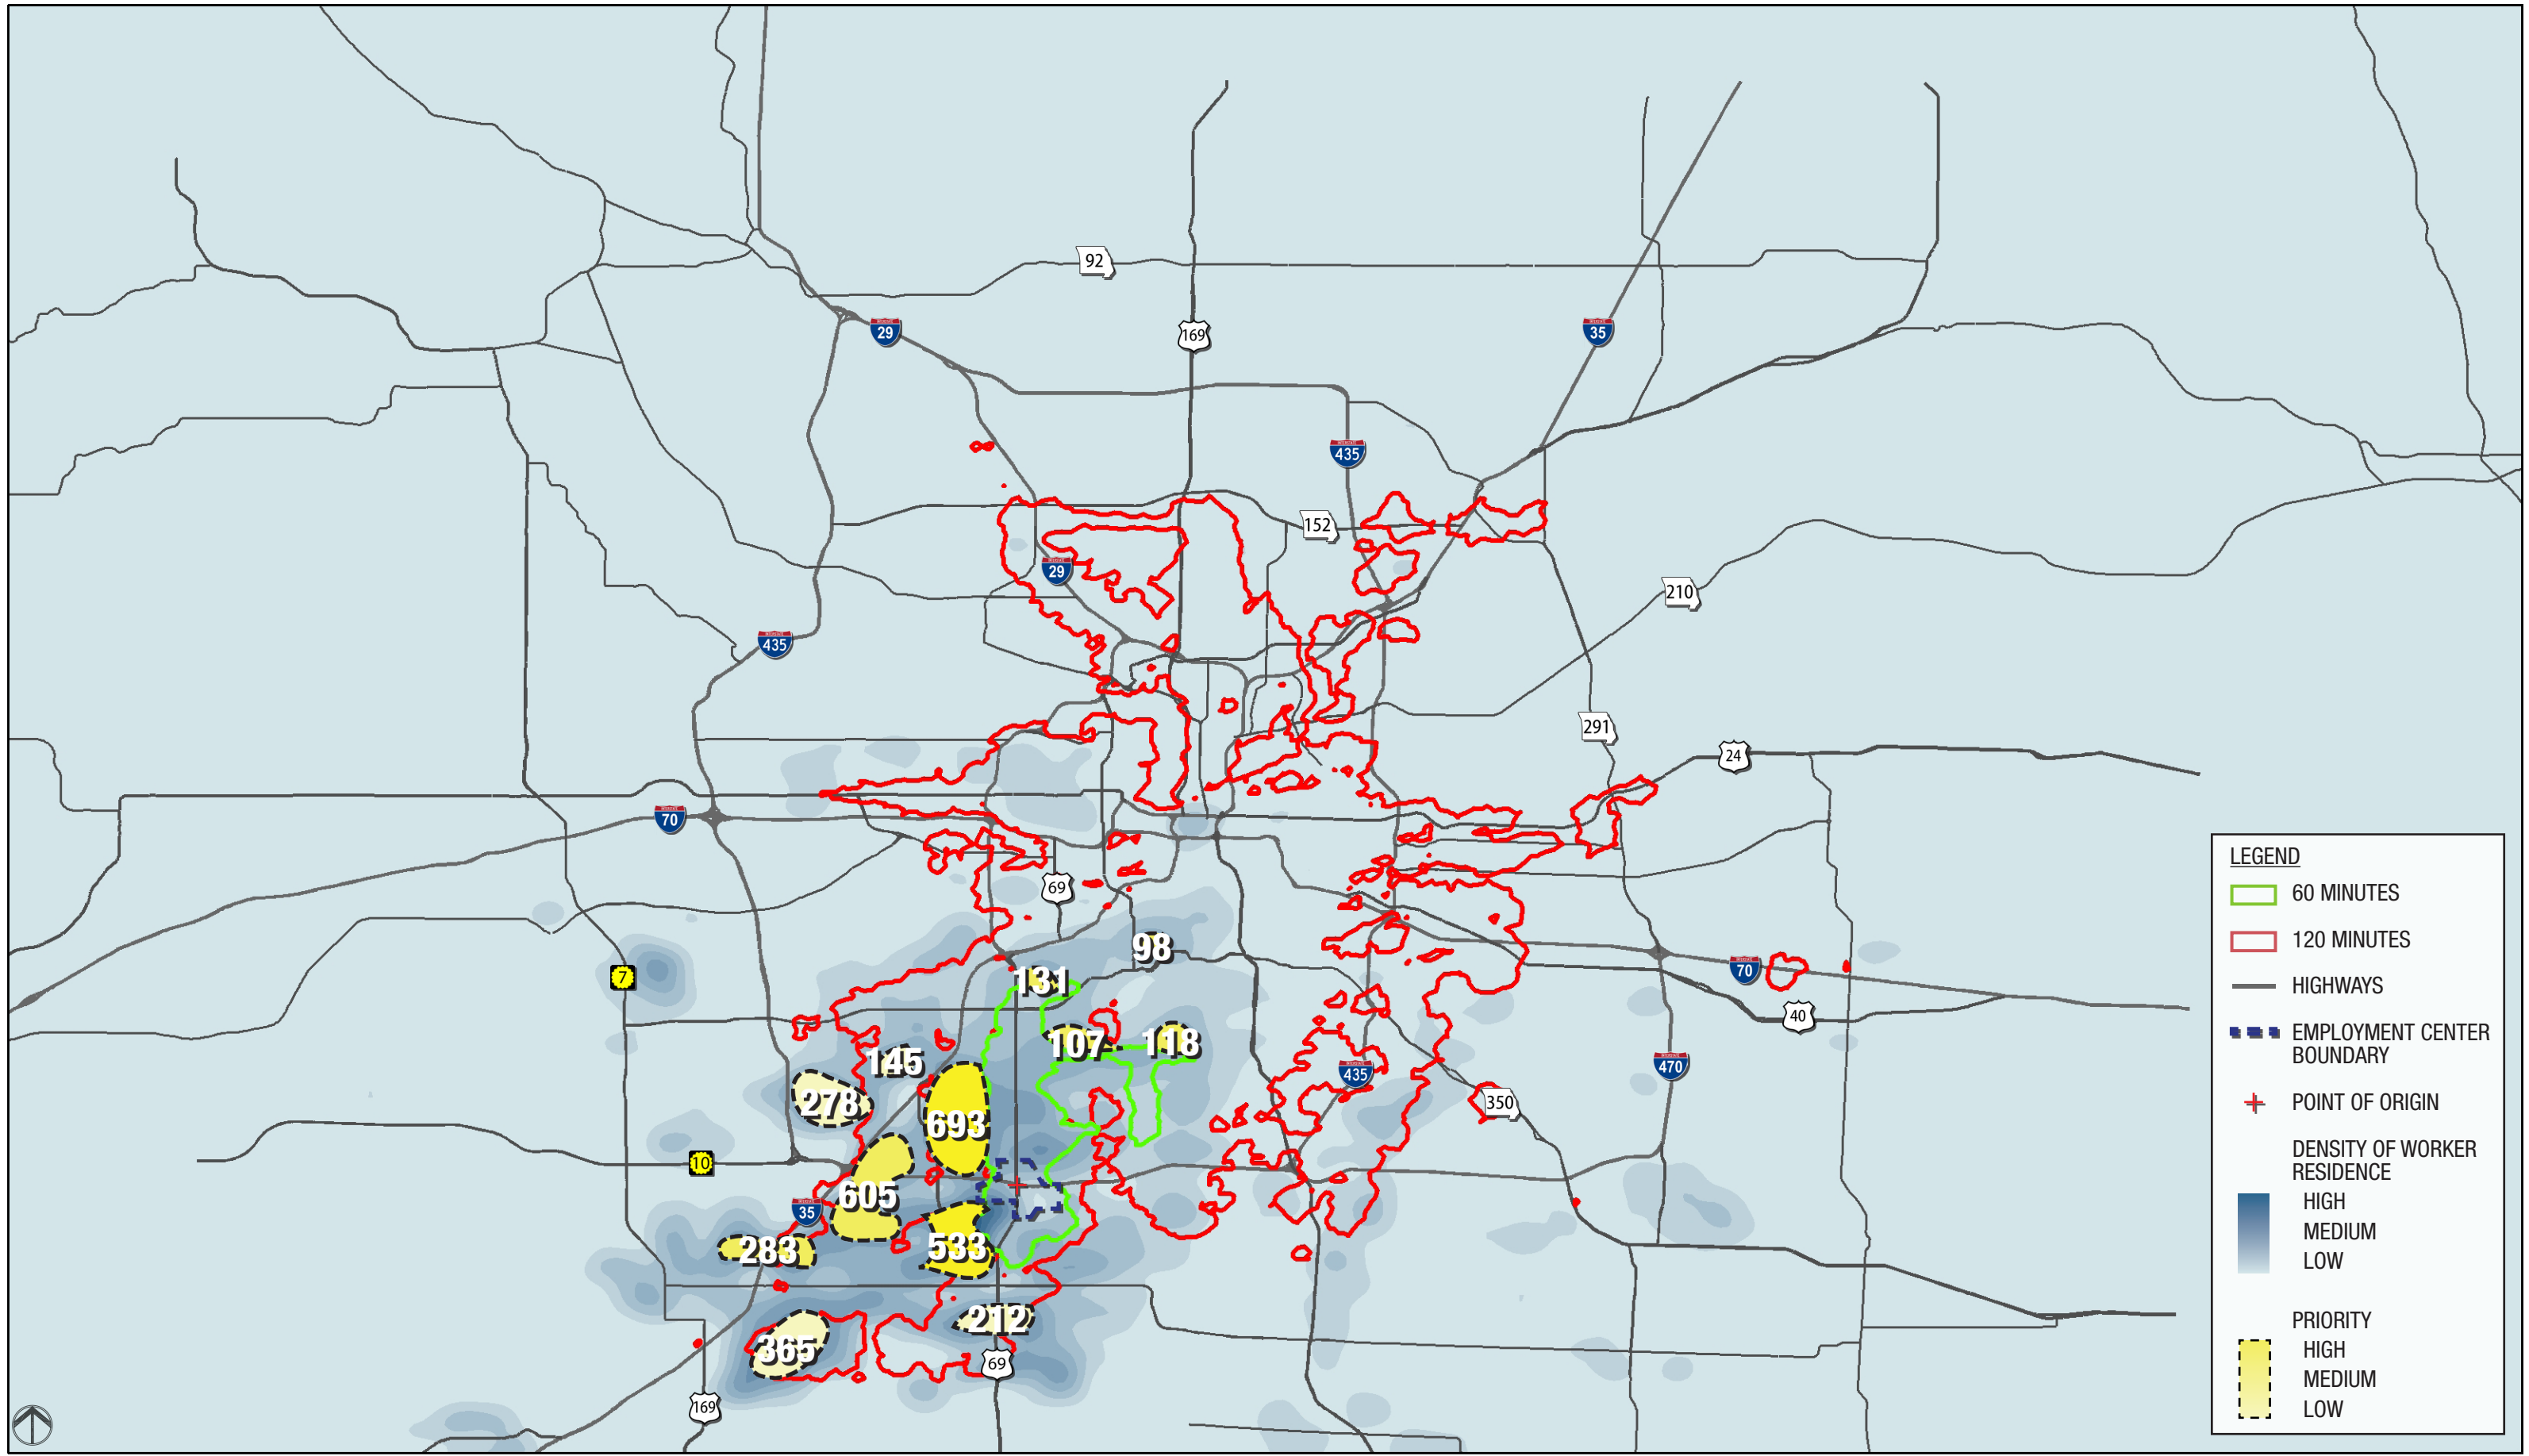 92
29
169
35
435
152
29
210
435
291
24
70
69
98
7
131
70
40
107
118
145
435
470
278
350
693
10
605
35
533
283
212
365
69
169
LEGEND
60 MINUTES
120 MINUTES
HIGHWAYS
EMPLOYMENT CENTER
BOUNDARY
POINT OF ORIGIN
DENSITY OF WORKER
RESIDENCE
HIGH
MEDIUM
LOW
PRIORITY
HIGH
MEDIUM
LOW